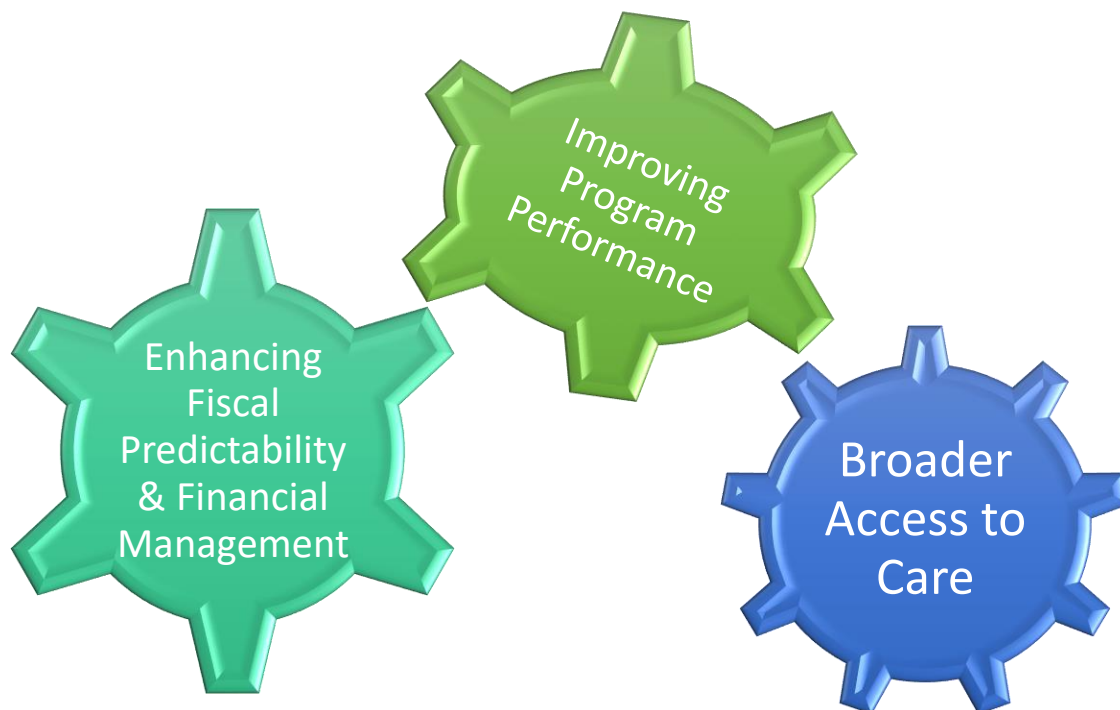 Improving
Program
Performance
Enhancing
Fiscal
Predictability
& Financial
Management
Broader
Access to
Care